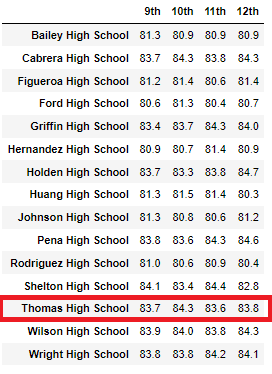 9th 10th 11th 12th
Bailey High School 81.3 80.9 80.9 80.9
Cabrera High School 83.7 84.3 83.8 84.3
Figueroa High School 81.2 81.4 80.6 81.4
Ford High School 80.6 81.3 80.4 80.7
Griffin High School 83.4 83.7 84.3 84.0
Hernandez High School 80.9 80.7 81.4 80.9
Holden High School 83.7 83.3 83.8 84.7
Huang High School 81.3 81.5 81.4 80.3
Johnson High School 81.3 80.8 80.6 81.2
Pena High School 83.8 83.6 84.3 84.6
Rodriguez High School 81.0 80.6 80.9 80.4
Shelton High School 84.1 83.4 84.4 82.8
Thomas High School 83.7 84.3 83.6 83.8
Wilson High School 83.9 84.0 83.8 84.3
Wright High School 83.8 83.8 84.2 84.1